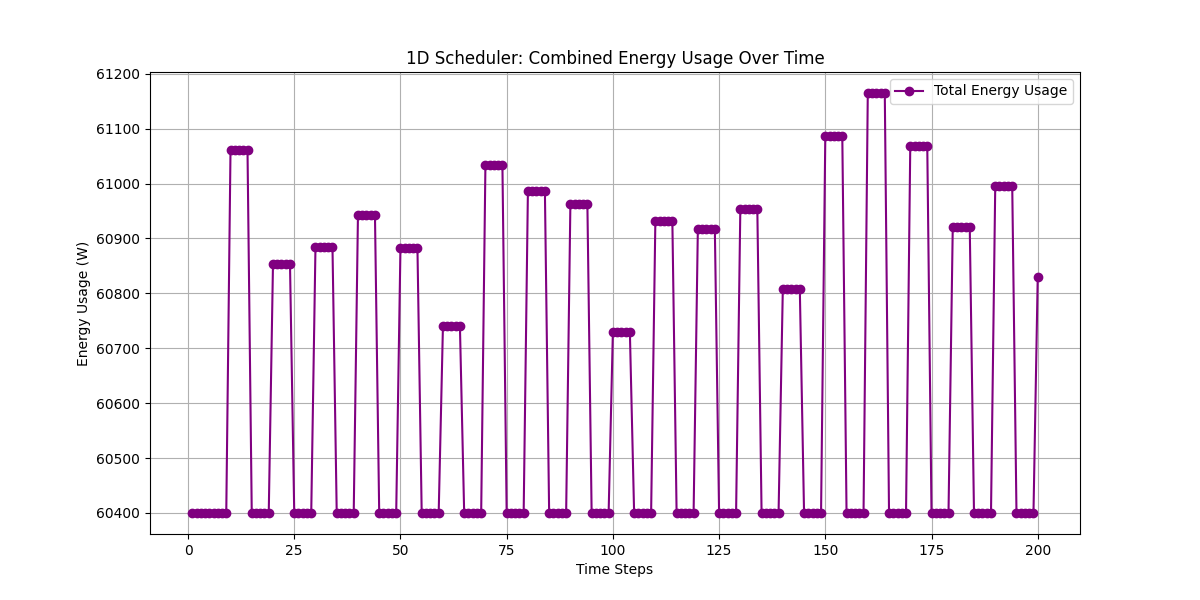 1D Scheduler: Combined Energy Usage Over Time
61200
61100
61000
60900
60800
60700
60600
60500
60400
Energy Usage (W)
Total Energy Usage
0 25 50 75 100 125 150 175 200
Time Steps